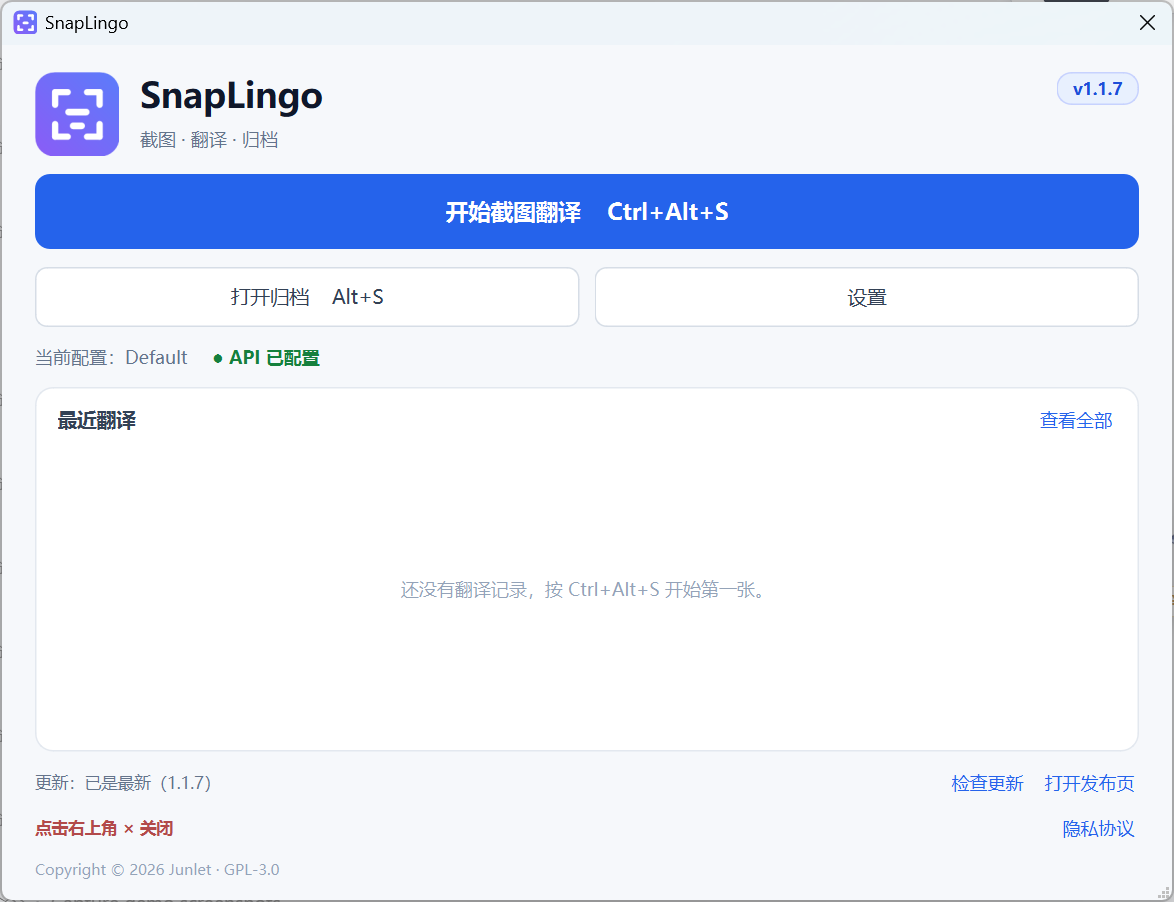 SnapLingo
SnapLingo
v1.1.7
截图 · 翻译 · 归档
开始截图翻译 Ctrl+Alt+S
打开归档 Alt+S
设置
当前配置：Default ● API 已配置
最近翻译
查看全部
还没有翻译记录，按 Ctrl+Alt+S 开始第一张。
更新：已是最新（1.1.7）
检查更新 打开发布页
点击右上角 × 关闭
隐私协议
Copyright © 2026 Junlet · GPL-3.0